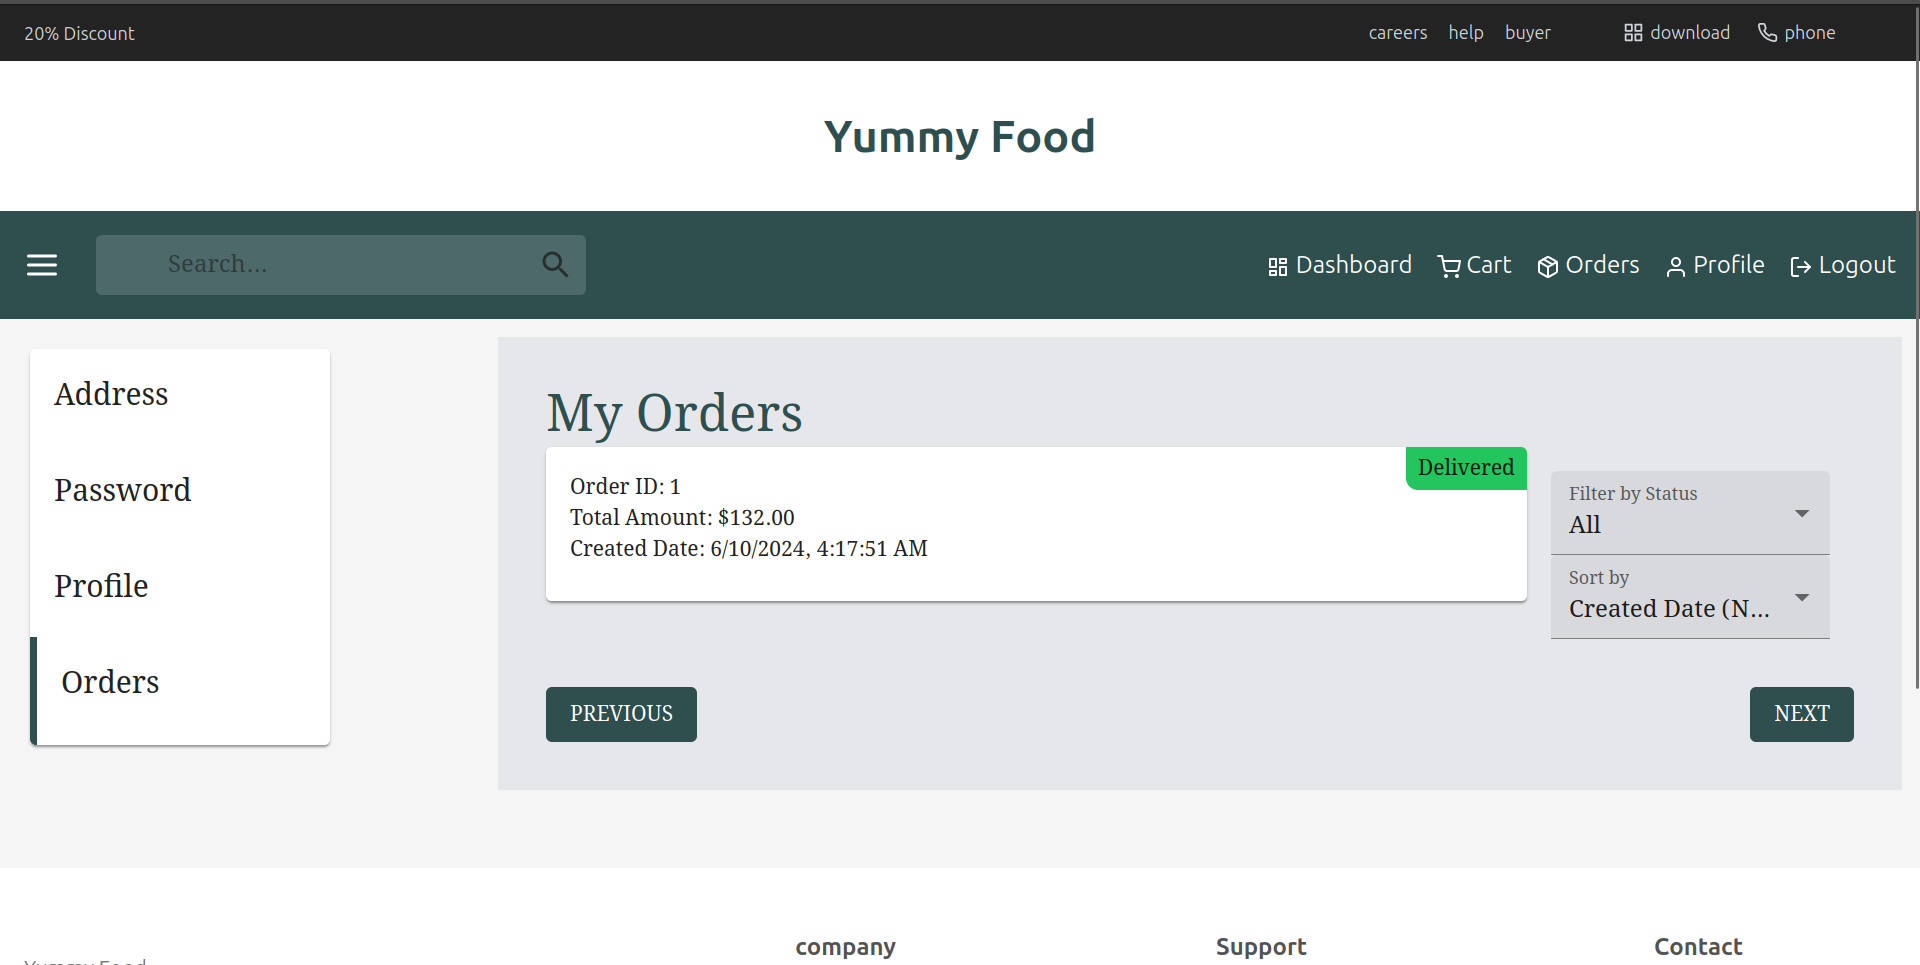 20% Discount
careers help buyer download phone
Yummy Food
Search...
Dashboard Cart Orders Profile Logout
Address
Password
Profile
Orders
My Orders
Delivered
Order ID: 1
Total Amount: $132.00
Created Date: 6/10/2024, 4:17:51 AM
Filter by Status
All
Sort by
Created Date (N...
PREVIOUS
NEXT
company
Support
Contact
Yummy Food